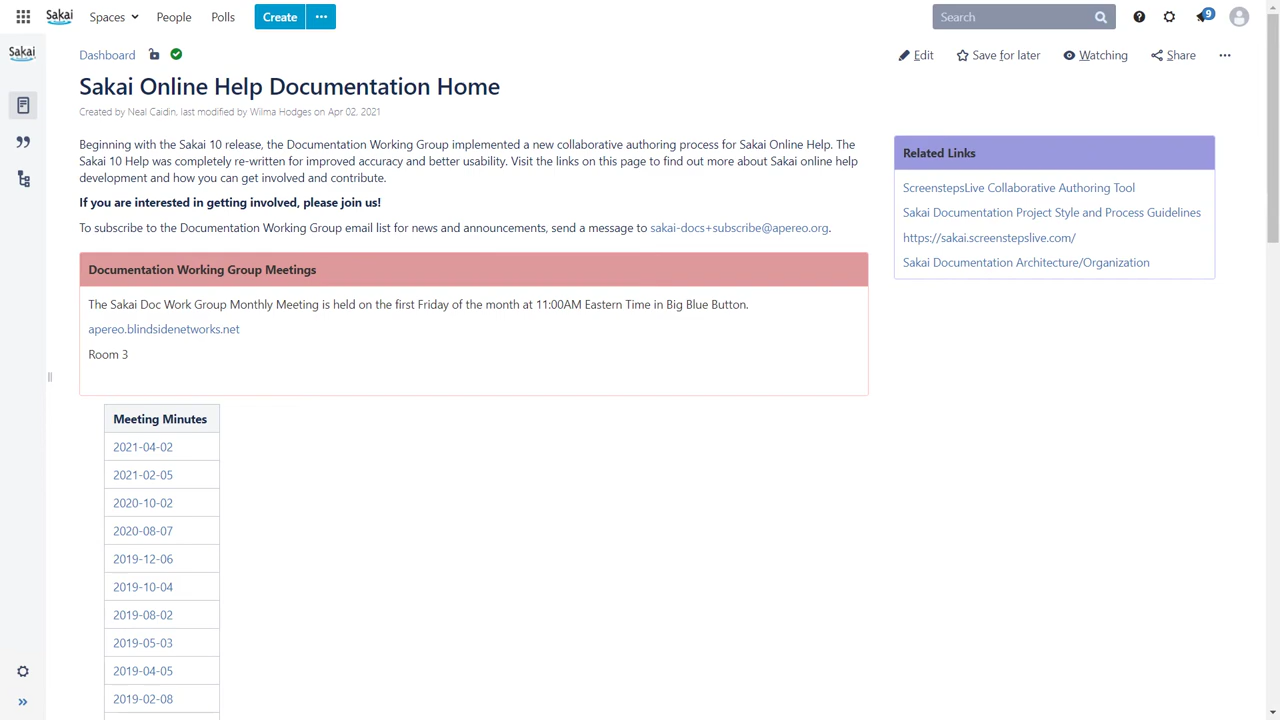 Sakai
Spaces
People
Polls
Create
Search
9
Sakai
Dashboard
Edit
Save for later
Watching
Share
Sakai Online Help Documentation Home
Created by Neal Caidin, last modified by Wilma Hodges on Apr 02, 2021
Beginning with the Sakai 10 release, the Documentation Working Group implemented a new collaborative authoring process for Sakai Online Help. The
Sakai 10 Help was completely re-written for improved accuracy and better usability. Visit the links on this page to find out more about Sakai online help
development and how you can get involved and contribute.
If you are interested in getting involved, please join us!
To subscribe to the Documentation Working Group email list for news and announcements, send a message to sakai-docs+subscribe@apereo.org.
Documentation Working Group Meetings
The Sakai Doc Work Group Monthly Meeting is held on the first Friday of the month at 11:00AM Eastern Time in Big Blue Button.
apereo.blindsidenetworks.net
Room 3
Meeting Minutes
2021-04-02
2021-02-05
2020-10-02
2020-08-07
2019-12-06
2019-10-04
2019-08-02
2019-05-03
2019-04-05
2019-02-08
Related Links
ScreenstepsLive Collaborative Authoring Tool
Sakai Documentation Project Style and Process Guidelines
https://sakai.screenstepslive.com/
Sakai Documentation Architecture/Organization